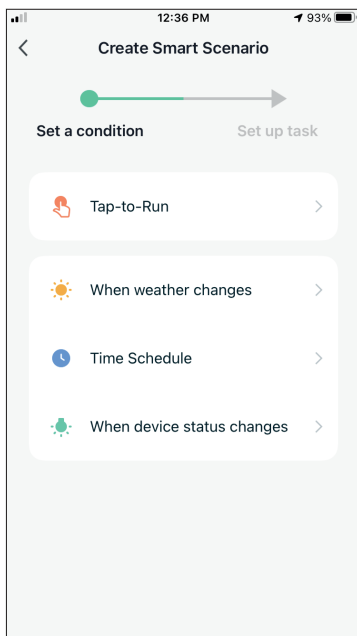 12:36 PM 93%
Create Smart Scenario
Set a condition Set up task
Tap-to-Run
When weather changes
Time Schedule
When device status changes